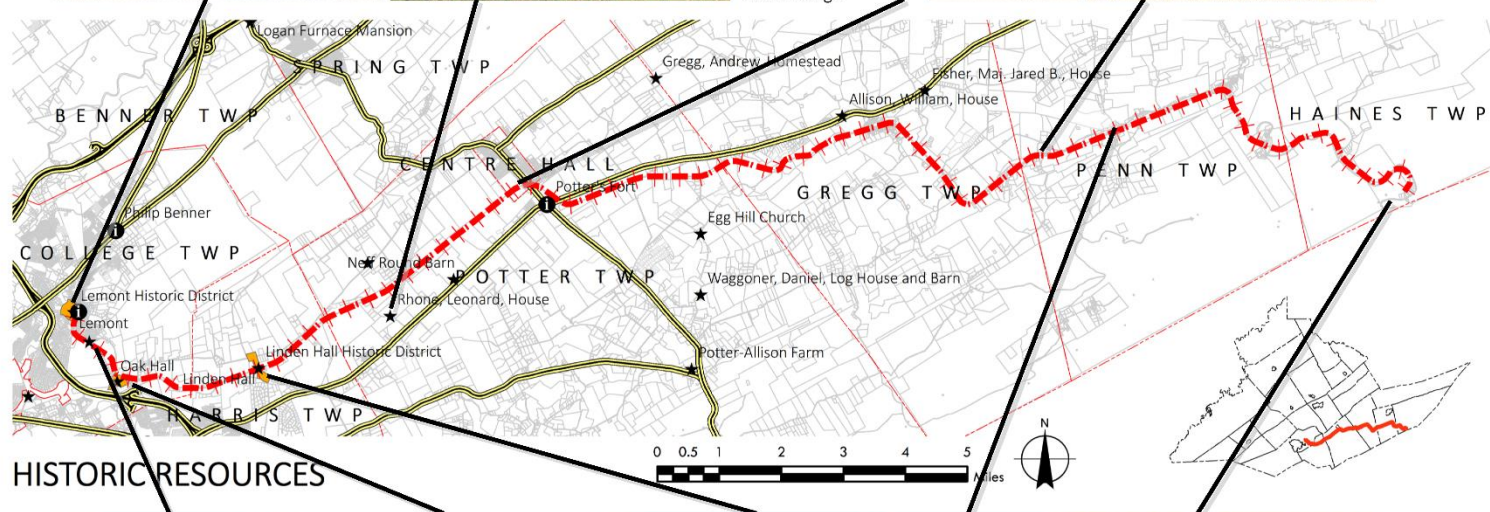 Logan Furnace Mansion
SPRING TWP
Gregg, Andrew, Homestead
Fisher, Maj. Jared B., House
Allison, William, House
BENNER TWP
HAINES TWP
CENTRE HALL
PENN TWP
Potter's Fort
GREGG TWP
Philip Benner
Egg Hill Church
COLLEGE TWP
Neff Round Barn
POTTER TWP
Waggoner, Daniel, Log House and Barn
Lemont Historic District
Rhone, Leonard, House
Lemont
Linden Hall Historic District
Potter-Allison Farm
Oak Hall
Linden Hall
HARRIS TWP
N
0 0.5 1 2 3 4 5
Miles
HISTORIC RESOURCES